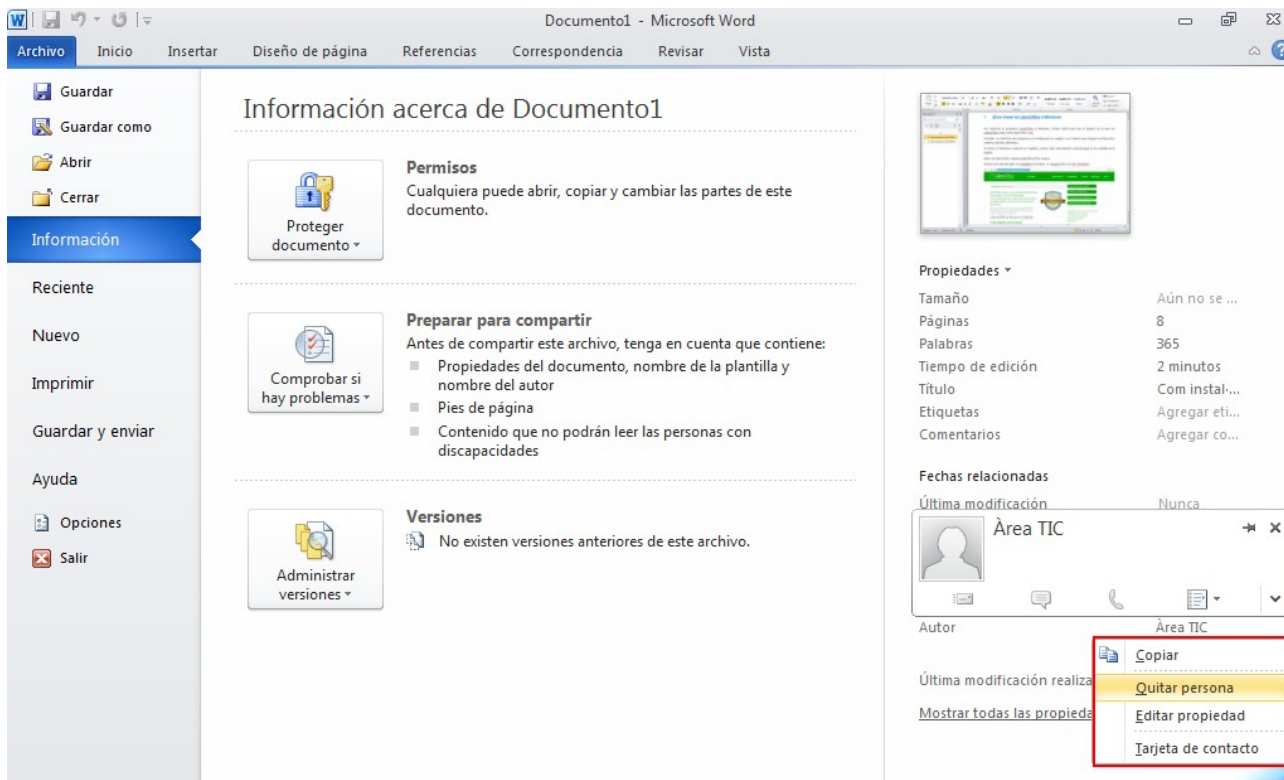 Documento1 - Microsoft Word
Archivo Inicio Insertar Diseño de página Referencias Correspondencia Revisar Vista
Guardar
Guardar como
Abrir
Cerrar
Información
Reciente
Nuevo
Imprimir
Guardar y enviar
Ayuda
Opciones
Salir
Información acerca de Documento1
Proteger
documento
Permisos
Cualquiera puede abrir, copiar y cambiar las partes de este
documento.
Comprobar si
hay problemas
Preparar para compartir
Antes de compartir este archivo, tenga en cuenta que contiene:
Propiedades del documento, nombre de la plantilla y
nombre del autor
Pies de página
Contenido que no podrán leer las personas con
discapacidades
Administrar
versiones
Versiones
No existen versiones anteriores de este archivo.
Propiedades
Tamaño Aún no se ...
Páginas 8
Palabras 365
Tiempo de edición 2 minutos
Título Com instal·...
Etiquetas Agregar eti...
Comentarios Agregar co...
Fechas relacionadas
Última modificación Nunca
Àrea TIC
Autor Àrea TIC
Copiar
Última modificación realiza
Quitar persona
Mostrar todas las propieda
Editar propiedad
Tarjeta de contacto